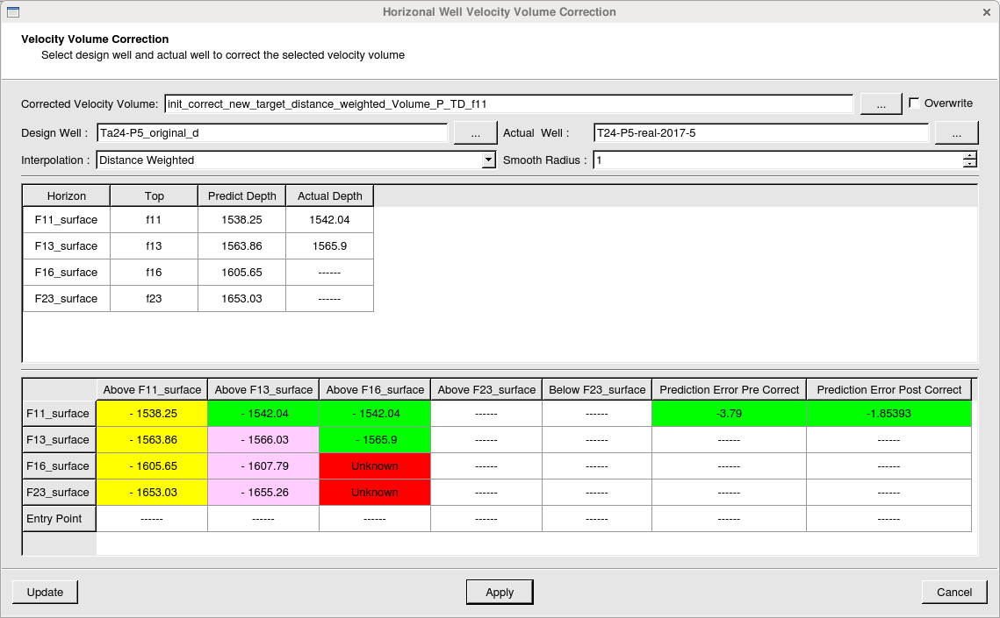 Horizonal Well Velocity Volume Correction
Velocity Volume Correction
Select design well and actual well to correct the selected velocity volume
Corrected Velocity Volume: init_correct_new_target_distance_weighted_Volume_P_TD_f11 ... Overwrite
Design Well : Ta24-P5_original_d ... Actual Well : T24-P5-real-2017-5 ...
Interpolation : Distance Weighted Smooth Radius : 1
Horizon Top Predict Depth Actual Depth
F11_surface f11 1538.25 1542.04
F13_surface f13 1563.86 1565.9
F16_surface f16 1605.65 ------
F23_surface f23 1653.03 ------
Above F11_surface Above F13_surface Above F16_surface Above F23_surface Below F23_surface Prediction Error Pre Correct Prediction Error Post Correct
F11_surface - 1538.25 - 1542.04 - 1542.04 ------ ------ -3.79 -1.85393
F13_surface - 1563.86 - 1566.03 - 1565.9 ------ ------ ------ ------
F16_surface - 1605.65 - 1607.79 Unknown ------ ------ ------ ------
F23_surface - 1653.03 - 1655.26 Unknown ------ ------ ------ ------
Entry Point ------ ------ ------ ------ ------ ------ ------
Update Apply Cancel